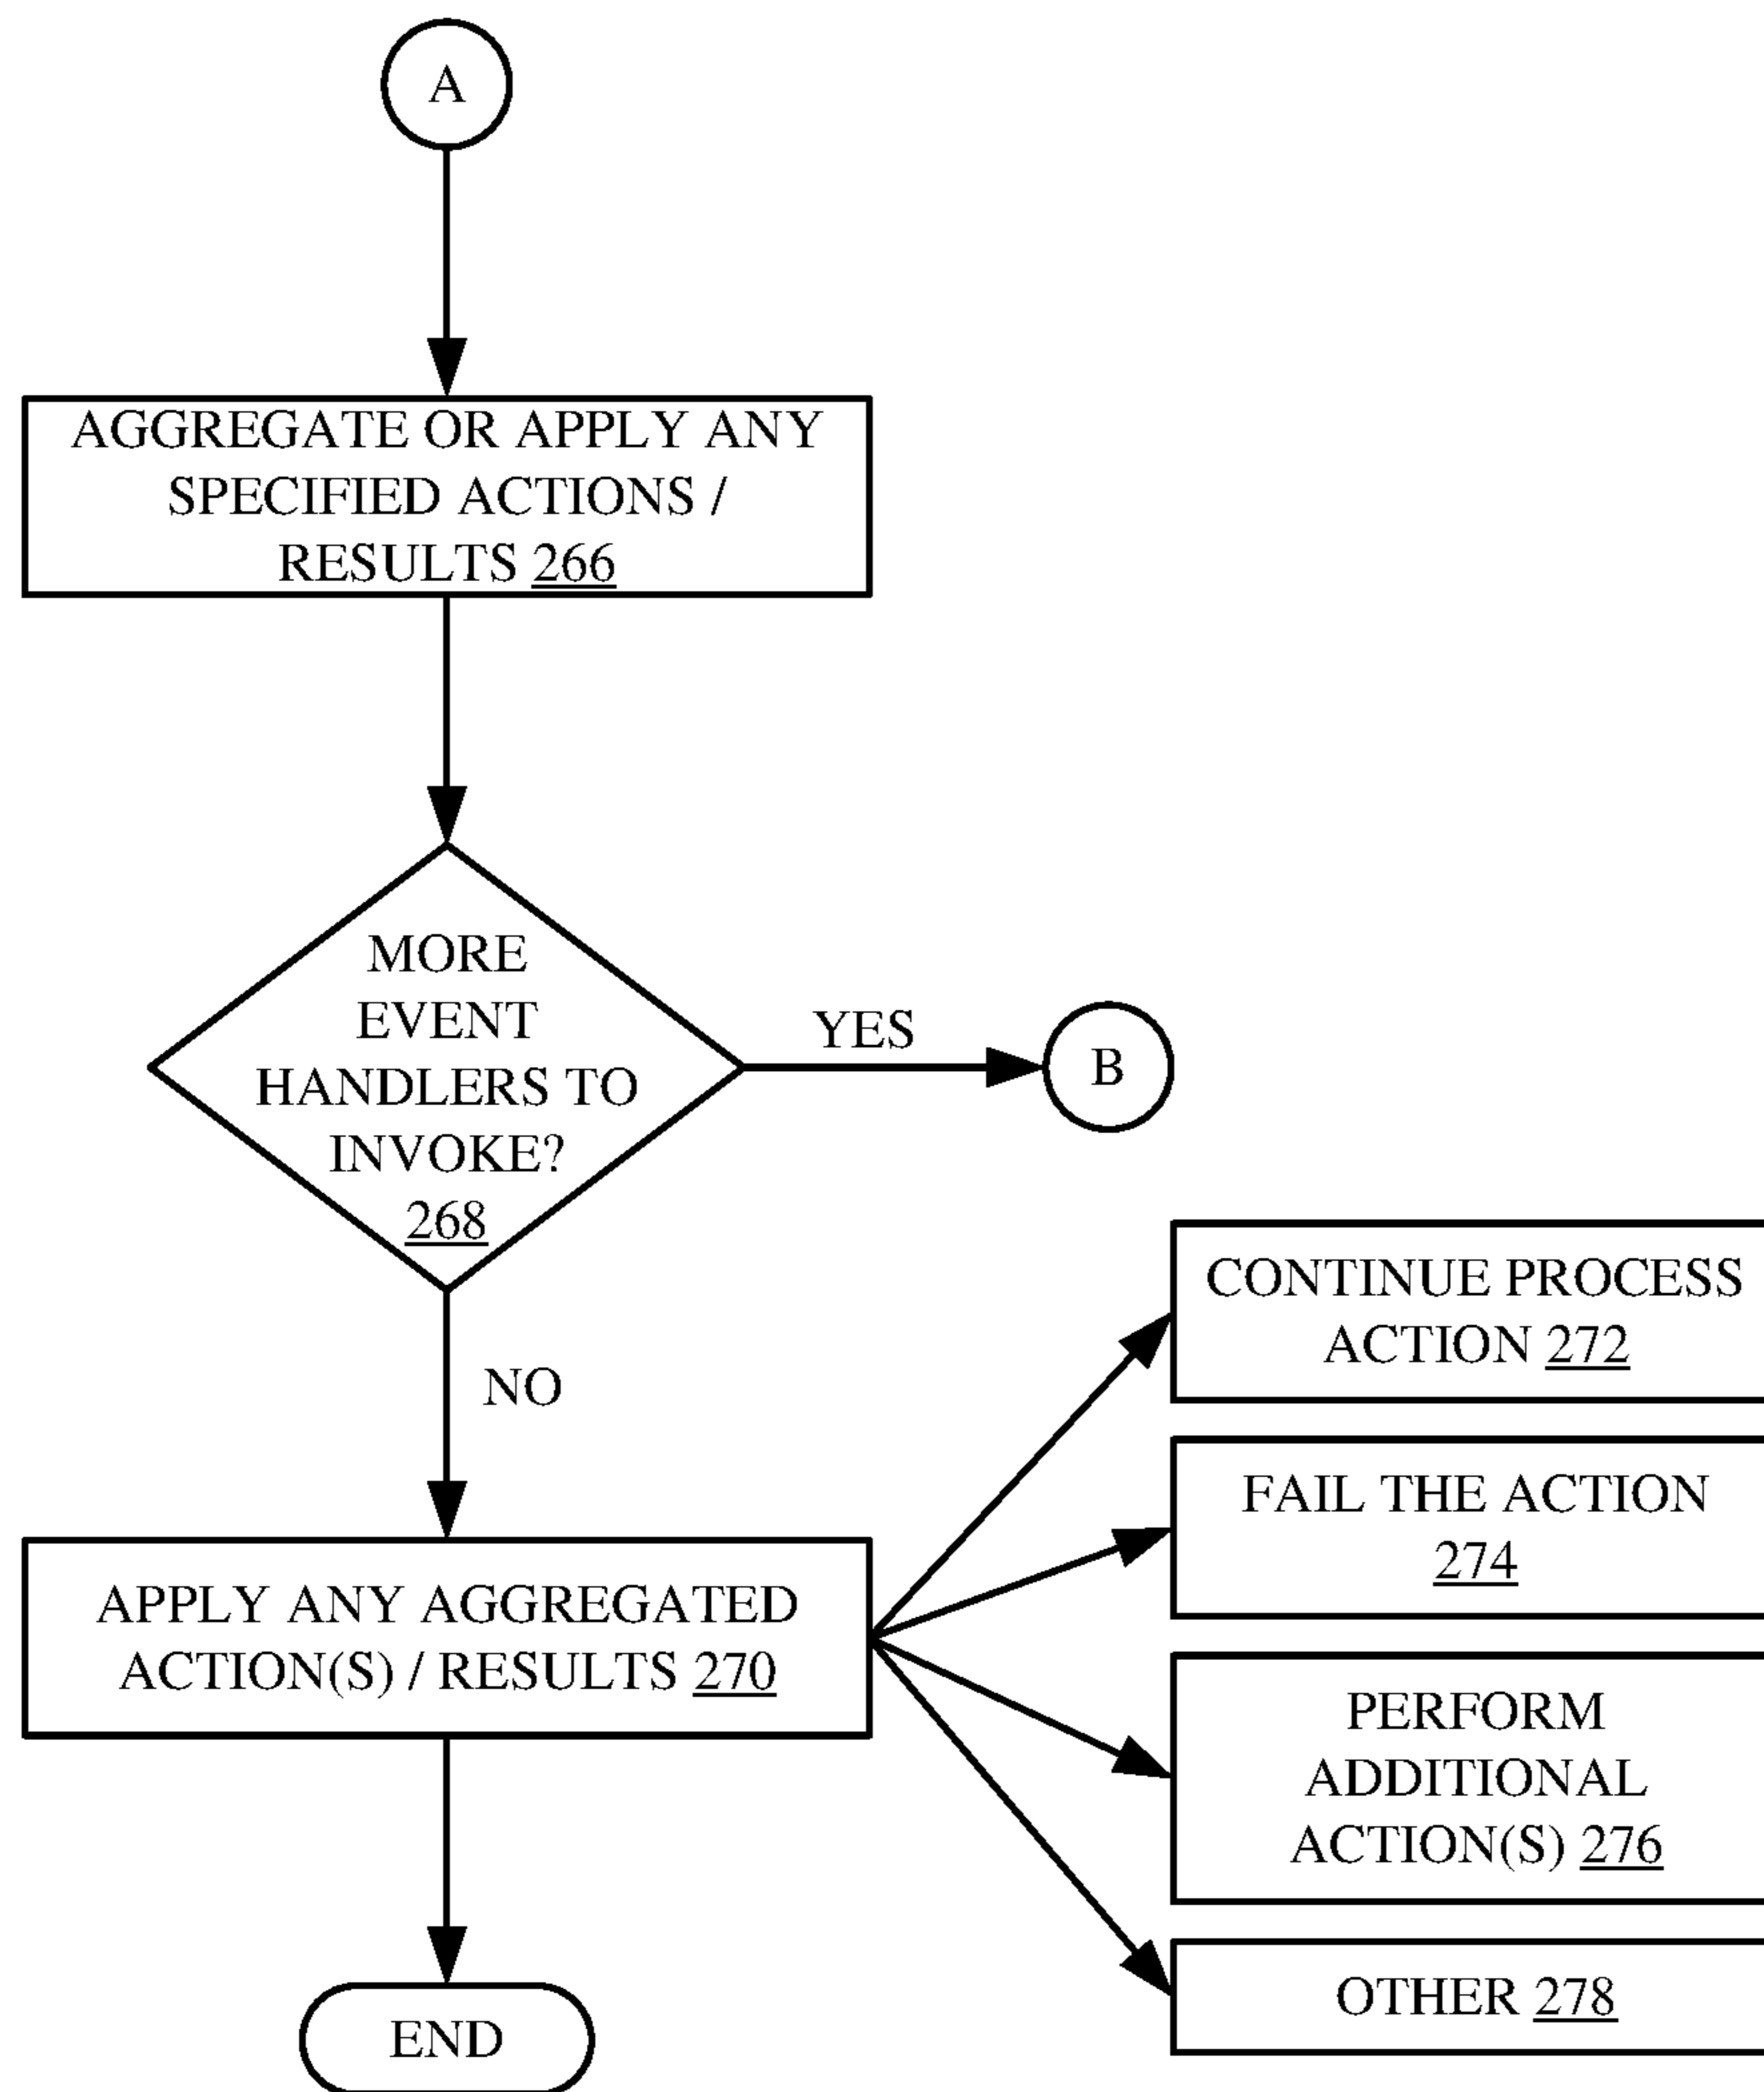 A
AGGREGATE OR APPLY ANY
SPECIFIED ACTIONS /
RESULTS 266
MORE
EVENT
HANDLERS TO
INVOKE?
268
YES
B
NO
APPLY ANY AGGREGATED
ACTION(S) / RESULTS 270
CONTINUE PROCESS
ACTION 272
FAIL THE ACTION
274
PERFORM
ADDITIONAL
ACTION(S) 276
OTHER 278
END